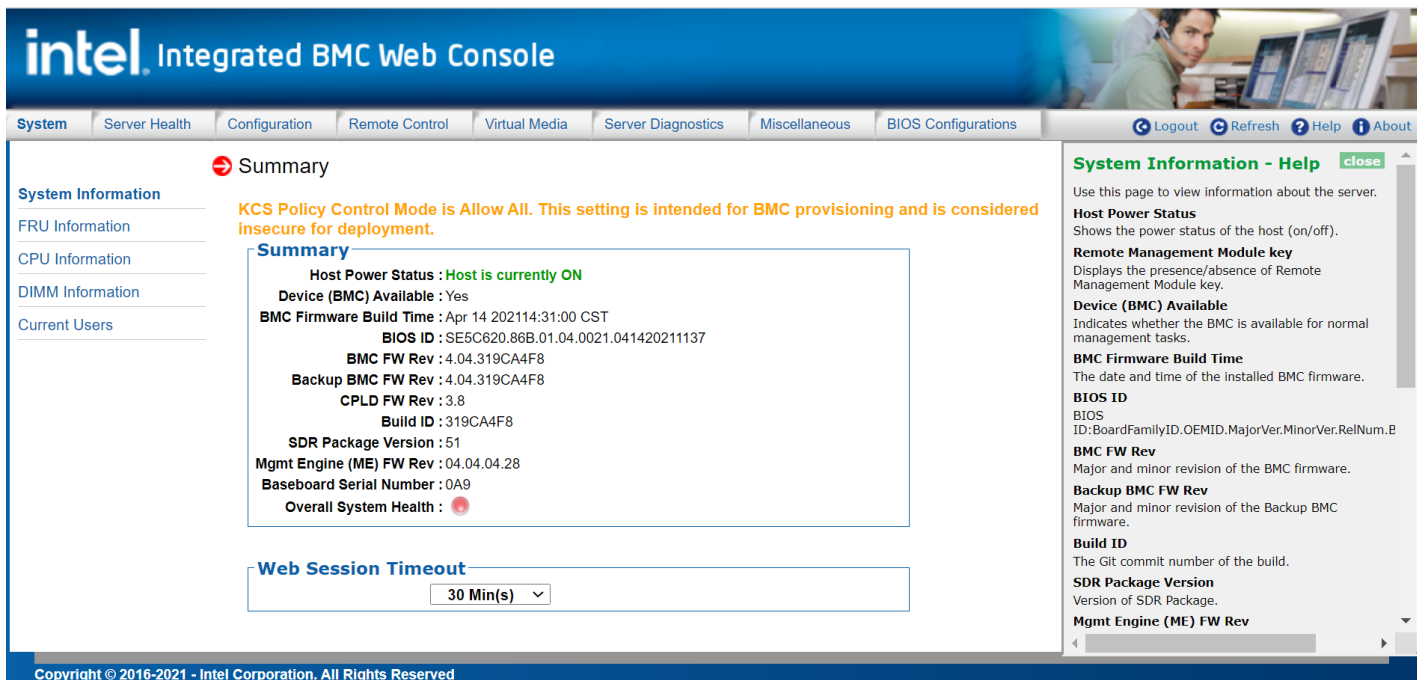 intel. Integrated BMC Web Console
System Server Health Configuration Remote Control Virtual Media Server Diagnostics Miscellaneous BIOS Configurations
Logout Refresh Help About
System Information
FRU Information
CPU Information
DIMM Information
Current Users
Summary
KCS Policy Control Mode is Allow All. This setting is intended for BMC provisioning and is considered
insecure for deployment.
Summary
Host Power Status : Host is currently ON
Device (BMC) Available : Yes
BMC Firmware Build Time : Apr 14 202114:31:00 CST
BIOS ID : SE5C620.86B.01.04.0021.041420211137
BMC FW Rev : 4.04.319CA4F8
Backup BMC FW Rev : 4.04.319CA4F8
CPLD FW Rev : 3.8
Build ID : 319CA4F8
SDR Package Version : 51
Mgmt Engine (ME) FW Rev : 04.04.04.28
Baseboard Serial Number : 0A9
Overall System Health :
Web Session Timeout
30 Min(s)
System Information - Help close
Use this page to view information about the server.
Host Power Status
Shows the power status of the host (on/off).
Remote Management Module key
Displays the presence/absence of Remote
Management Module key.
Device (BMC) Available
Indicates whether the BMC is available for normal
management tasks.
BMC Firmware Build Time
The date and time of the installed BMC firmware.
BIOS ID
BIOS
ID:BoardFamilyID.OEMID.MajorVer.MinorVer.RelNum.B
BMC FW Rev
Major and minor revision of the BMC firmware.
Backup BMC FW Rev
Major and minor revision of the Backup BMC
firmware.
Build ID
The Git commit number of the build.
SDR Package Version
Version of SDR Package.
Mgmt Engine (ME) FW Rev
Copyright © 2016-2021 - Intel Corporation. All Rights Reserved